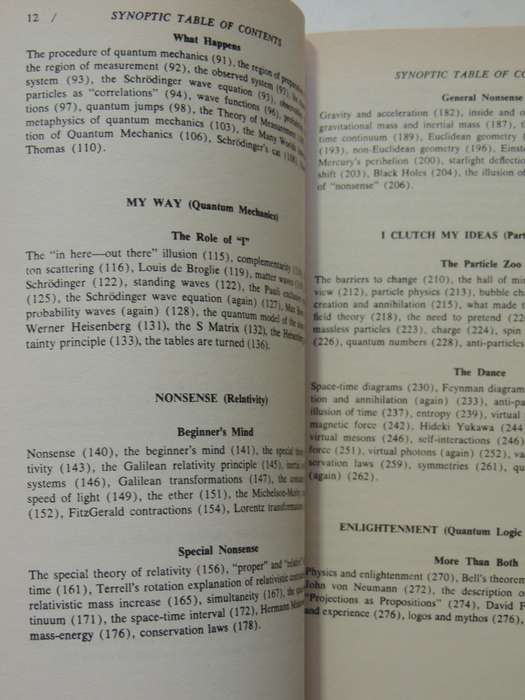 12 / SYNOPTIC TABLE OF CONTENTS
What Happens
The procedure of quantum mechanics (91), the region of
the region of measurement (92), the observed system (93),
system (93), the Schrödinger wave equation (93),
particles as "correlations" (94), wave functions (96),
tions (97), quantum jumps (98), the Theory of Measurement
metaphysics of quantum mechanics (103), the Many Worlds
tion of Quantum Mechanics (106), Schrödinger's cat
Thomas (110).
MY WAY (Quantum Mechanics)
The Role of "I"
The "in here—out there" illusion (115), complementarity
ton scattering (116), Louis de Broglie (119), matter waves
Schrödinger (122), standing waves (122), the Pauli exclusion
(125), the Schrödinger wave equation (again) (127), Max Born
probability waves (again) (128), the quantum model of the
Werner Heisenberg (131), the S Matrix (132), the Heisenberg
tainty principle (133), the tables are turned (136).
NONSENSE (Relativity)
Beginner's Mind
Nonsense (140), the beginner's mind (141), the special
tivity (143), the Galilean relativity principle (145),
systems (146), Galilean transformations (147), the
speed of light (149), the ether (151), the Michelson-Morley
(152), FitzGerald contractions (154), Lorentz transformation
Special Nonsense
The special theory of relativity (156), "proper" and "relative"
time (161), Terrell's rotation explanation of relativistic
relativistic mass increase (165), simultaneity (167), the
tinuum (171), the space-time interval (172), Hermann
mass-energy (176), conservation laws (178).
SYNOPTIC TABLE OF CO
General Nonsense
Gravity and acceleration (182), inside and
gravitational mass and inertial mass (187),
time continuum (189), Euclidean geometry
(193), non-Euclidean geometry (196), Einst
Mercury's perihelion (200), starlight deflection
shift (203), Black Holes (204), the illusion of
of "nonsense" (206).
I CLUTCH MY IDEAS (Part
The Particle Zoo
The barriers to change (210), the hall of
view (212), particle physics (213), bubble
creation and annihilation (215), what made
field theory (218), the need to pretend
massless particles (223), charge (224), spin
(226), quantum numbers (228), anti-particles
The Dance
Space-time diagrams (230), Feynman diagram
tion and annihilation (again) (233),
illusion of time (237), entropy (239), virtual
magnetic force (242), Hideki Yukawa (244
virtual mesons (246), self-interactions (246)
force (251), virtual photons (again) (252),
servation laws (259), symmetries (261),
(again) (262).
ENLIGHTENMENT (Quantum Logic
More Than Both
Physics and enlightenment (270), Bell's theorem
John von Neumann (272), the description
"Projections as Propositions" (274), David
and experience (276), logos and mythos (276),